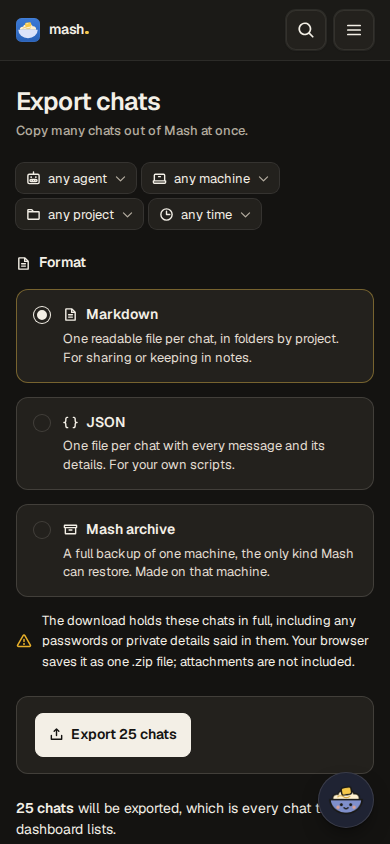 mash.
Export chats
Copy many chats out of Mash at once.
any agent
any machine
any project
any time
Format
Markdown
One readable file per chat, in folders by project.
For sharing or keeping in notes.
JSON
One file per chat with every message and its
details. For your own scripts.
Mash archive
A full backup of one machine, the only kind Mash
can restore. Made on that machine.
The download holds these chats in full, including any
passwords or private details said in them. Your browser
saves it as one .zip file; attachments are not included.
Export 25 chats
25 chats will be exported, which is every chat
dashboard lists.